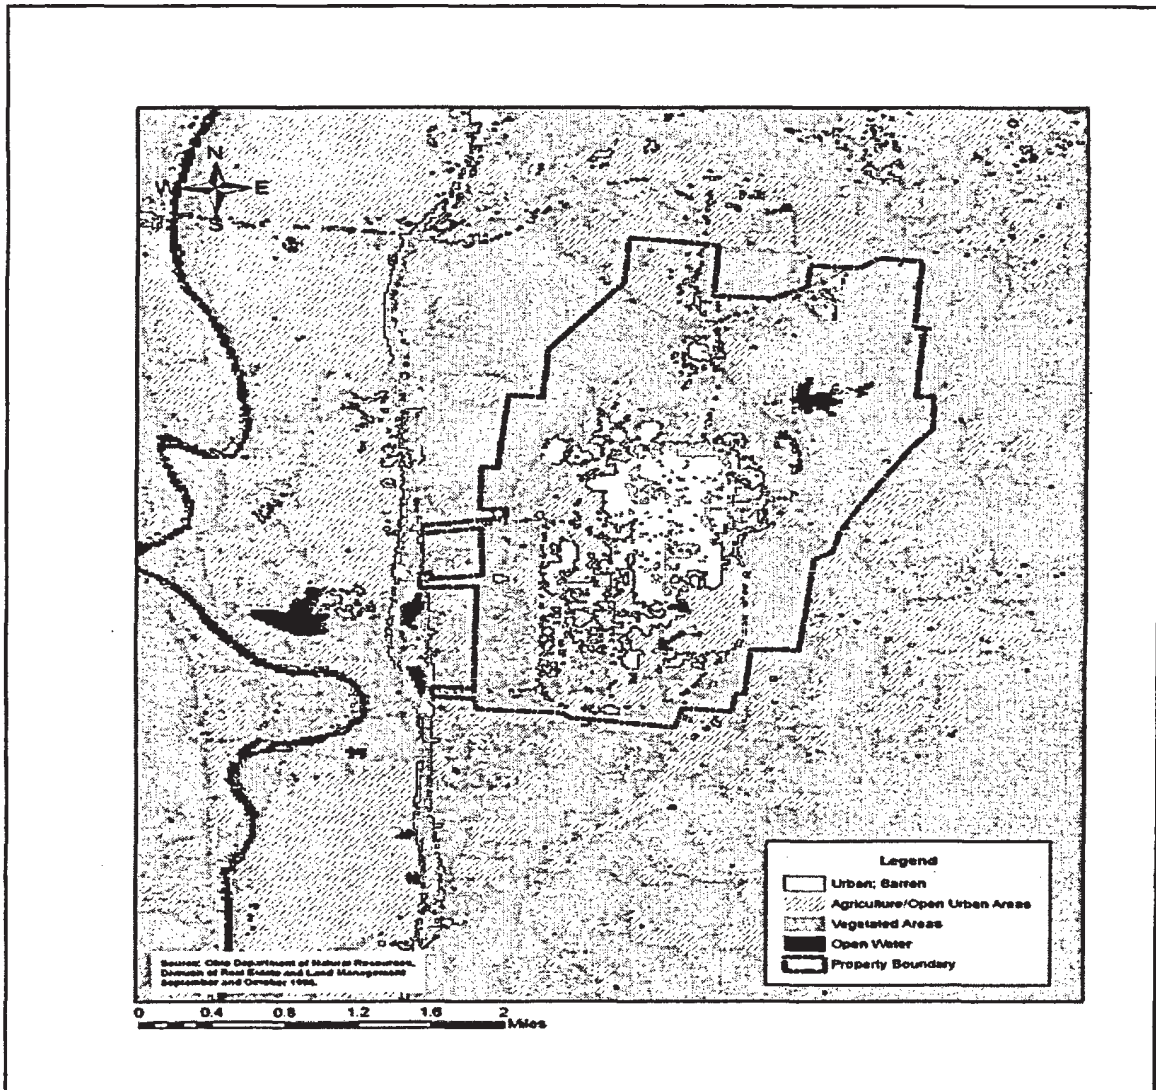 N
W E
S
Legend
Urban; Barren
Agriculture/Open Urban Areas
Vegetated Areas
Open Water
Property Boundary
Source: Ohio Department of Natural Resources,
Division of Real Estate and Land Management
September and October 1994.
0 0.4 0.8 1.2 1.6 2
Miles